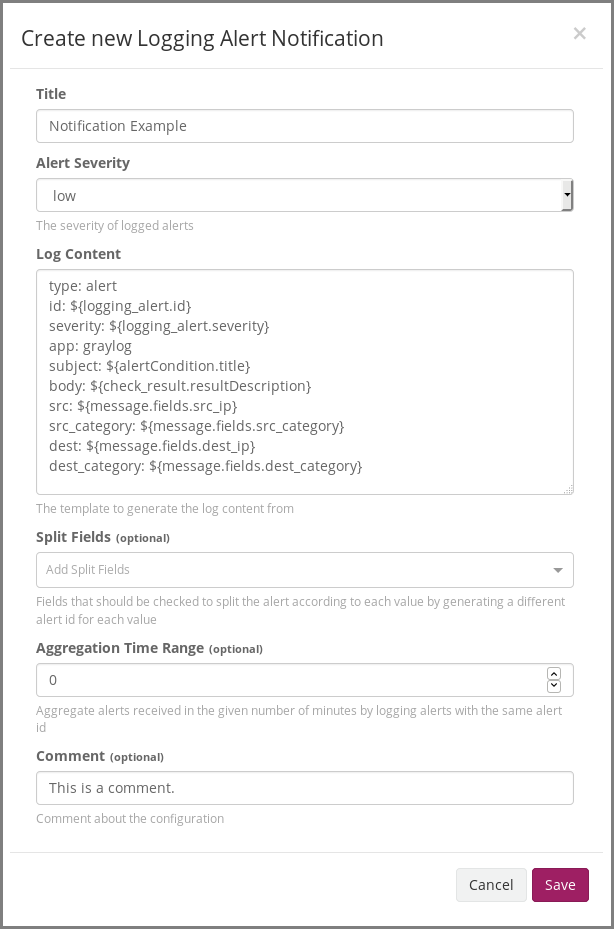 Create new Logging Alert Notification
×
Title
Notification Example
Alert Severity
low
The severity of logged alerts
Log Content
type: alert
id: ${logging_alert.id}
severity: ${logging_alert.severity}
app: graylog
subject: ${alertCondition.title}
body: ${check_result.resultDescription}
src: ${message.fields.src_ip}
src_category: ${message.fields.src_category}
dest: ${message.fields.dest_ip}
dest_category: ${message.fields.dest_category}
The template to generate the log content from
Split Fields (optional)
Add Split Fields
Fields that should be checked to split the alert according to each value by generating a different
alert id for each value
Aggregation Time Range (optional)
0
Aggregate alerts received in the given number of minutes by logging alerts with the same alert
id
Comment (optional)
This is a comment.
Comment about the configuration
Cancel Save